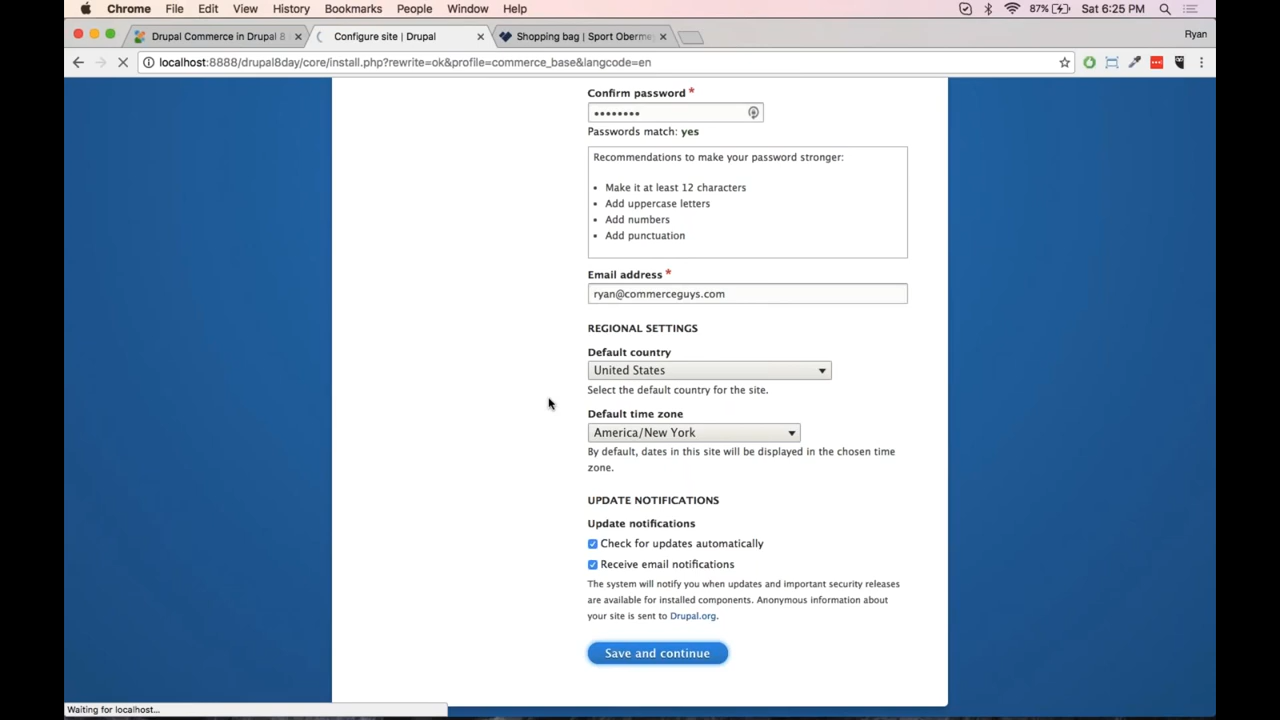 Chrome File Edit View History Bookmarks People Window Help 87% Sat 6:25 PM
Drupal Commerce in Drupal 8 Configure site | Drupal Shopping bag | Sport Oberme Ryan
localhost:8888/drupal8day/core/install.php?rewrite=ok&profile=commerce_base&langcode=en
Confirm password *
••••••••
Passwords match: yes
Recommendations to make your password stronger:
• Make it at least 12 characters
• Add uppercase letters
• Add numbers
• Add punctuation
Email address *
ryan@commerceguys.com
REGIONAL SETTINGS
Default country
United States
Select the default country for the site.
Default time zone
America/New York
By default, dates in this site will be displayed in the chosen time
zone.
UPDATE NOTIFICATIONS
Update notifications
Check for updates automatically
Receive email notifications
The system will notify you when updates and important security releases
are available for installed components. Anonymous information about
your site is sent to Drupal.org.
Save and continue
Waiting for localhost...